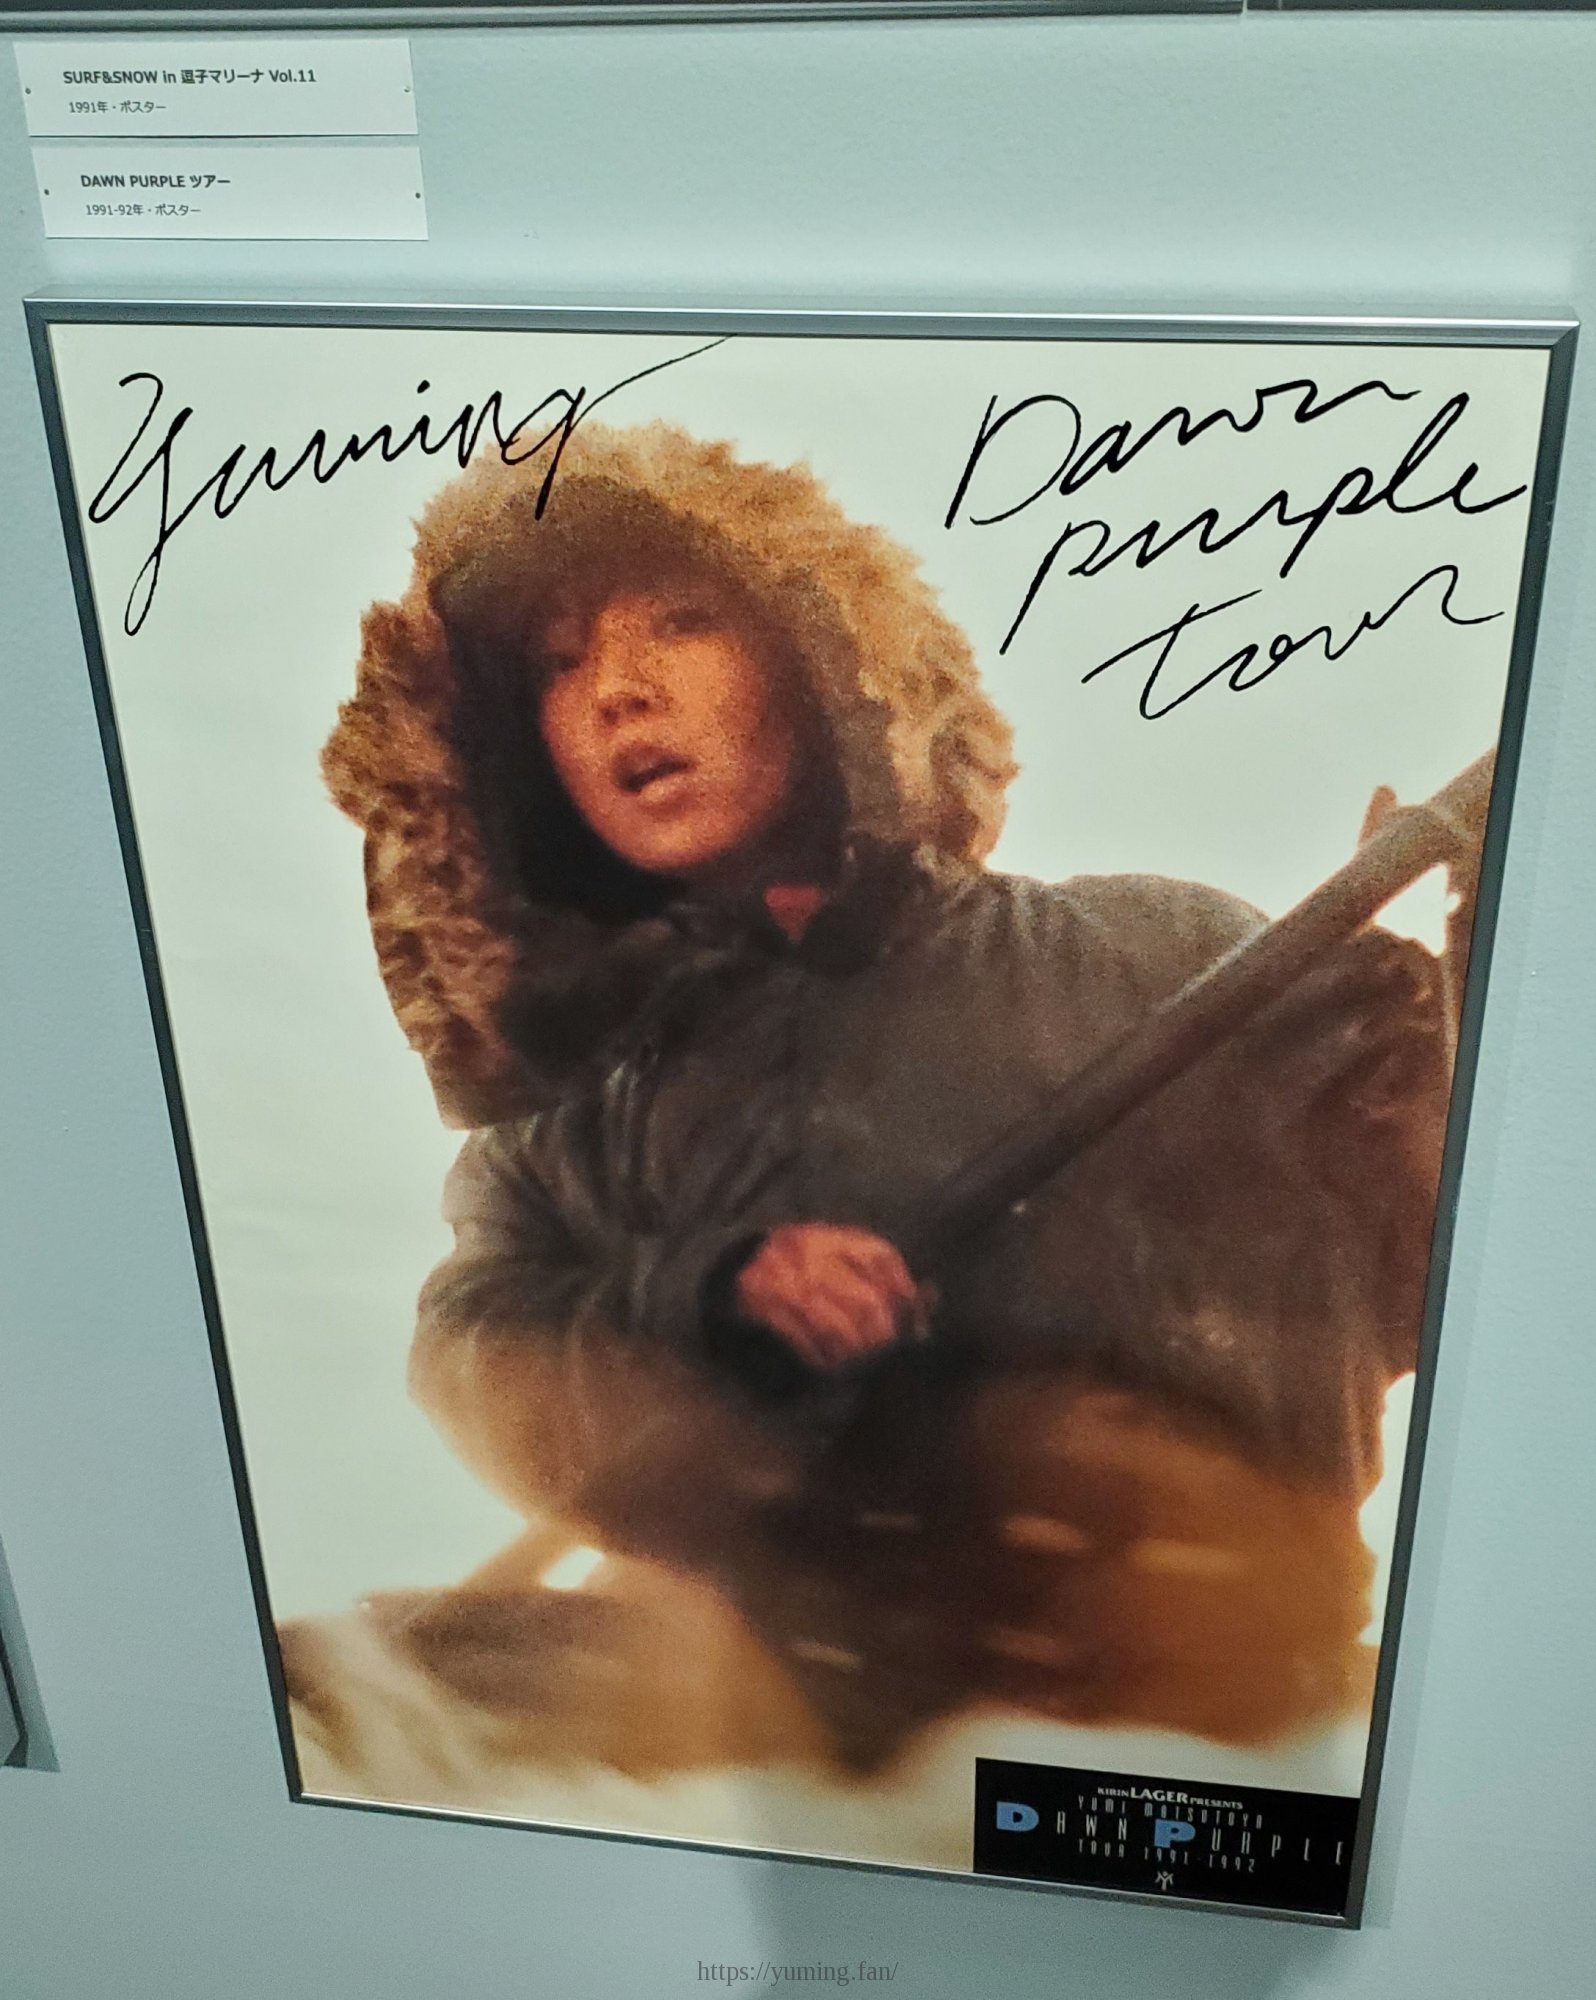 SURF&SNOW in 逗子マリーナ Vol.11
1991年・ポスター
DAWN PURPLE ツアー
1991-92年・ポスター
yuming
Dawn
purple
tour
KIRIN LAGER PRESENTS
YUMI MATSUTOYA
DAWN PURPLE
TOUR 1991-1992
https://yuming.fan/